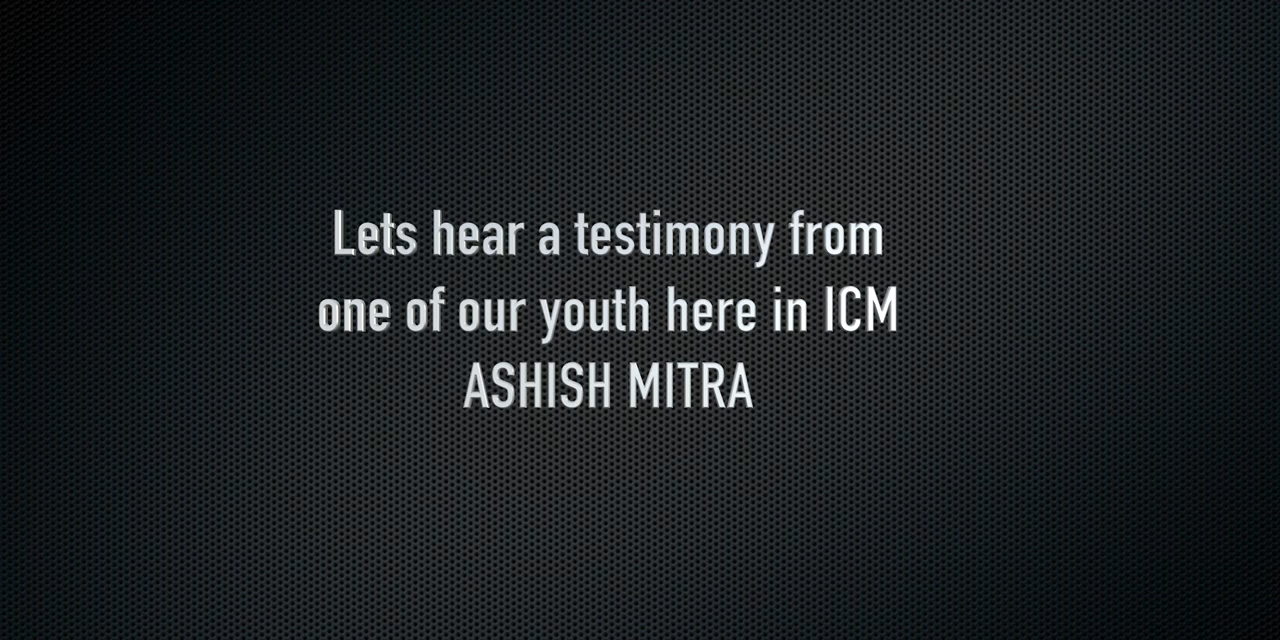 Lets hear a testimony from
one of our youth here in ICM
ASHISH MITRA